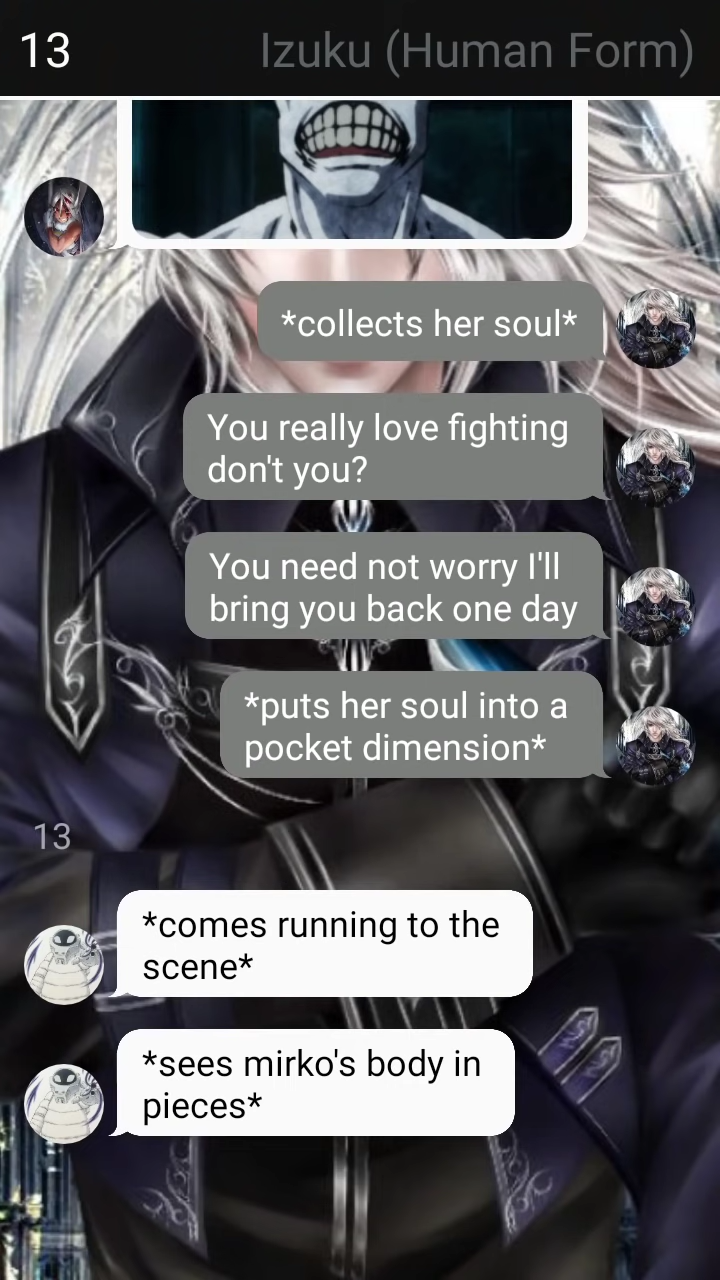 13 Izuku (Human Form)
*collects her soul*
You really love fighting
don't you?
You need not worry I'll
bring you back one day
*puts her soul into a
pocket dimension*
13
*comes running to the
scene*
*sees mirko's body in
pieces*